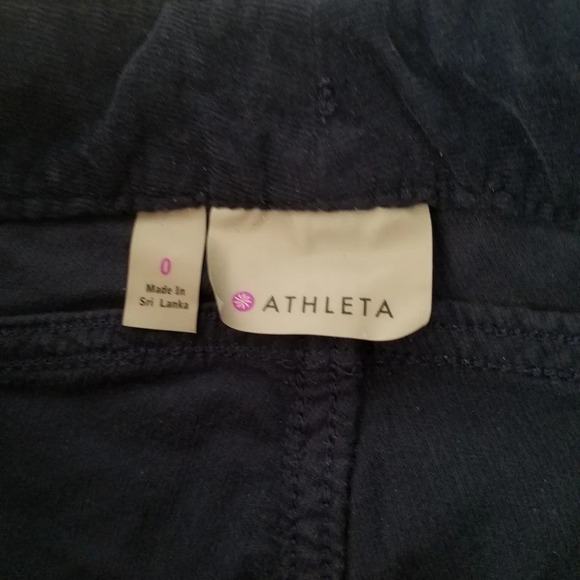 0
Made In
Sri Lanka
ATHLETA